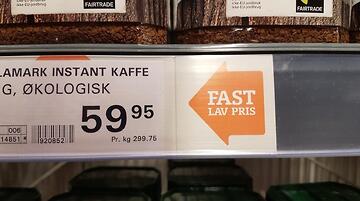 FAIRTRADE
FAIRTRADE
LAMARK INSTANT KAFFE
G, ØKOLOGISK
59 95
Pr. kg 299.75
006
14851
920852
FAST
LAV PRIS